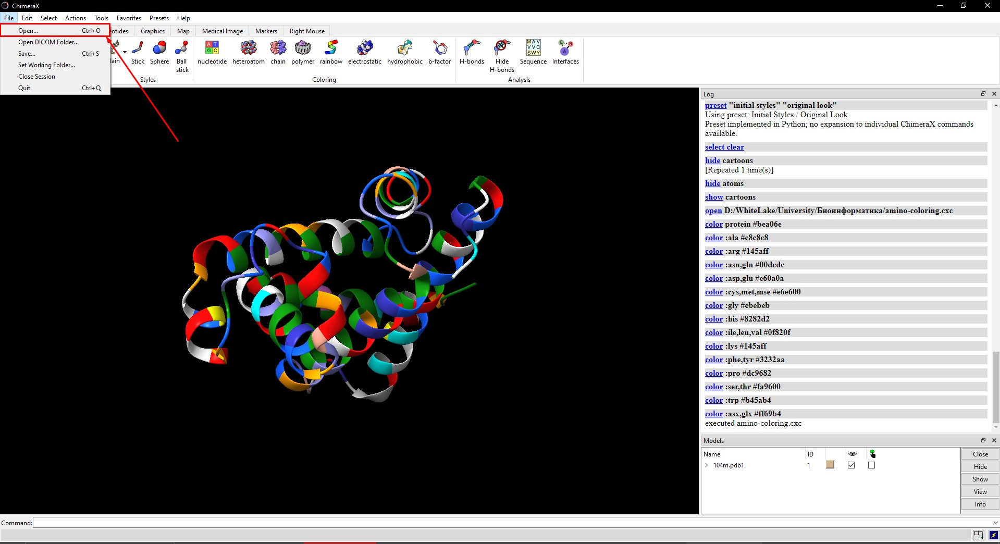 ChimeraX
File Edit Select Actions Tools Favorites Presets Help
Open... Ctrl+O
Open DICOM Folder...
Save... Ctrl+S
Set Working Folder...
Close Session
Quit Ctrl+Q
Graphics Map Medical Image Markers Right Mouse
Stick Sphere Ball stick
Styles
nucleotide heteroatom chain polymer rainbow electrostatic hydrophobic b-factor
Coloring
A T
G C
H-bonds Hide H-bonds Sequence Interfaces
Analysis
M A V
V V C
S W Y
C B
A
Log
preset "initial styles" "original look"
Using preset: Initial Styles / Original Look
Preset implemented in Python; no expansion to individual ChimeraX commands
available.
select clear
hide cartoons
[Repeated 1 time(s)]
hide atoms
show cartoons
open D:/WhiteLake/University/Биоинформатика/amino-coloring.cxc
color protein #bea06e
color :ala #c8c8c8
color :arg #145aff
color :asn,gln #00dcdc
color :asp,glu #e60a0a
color :cys,met,mse #e6e600
color :gly #ebebeb
color :his #8282d2
color :ile,leu,val #0f820f
color :lys #145aff
color :phe,tyr #3232aa
color :pro #dc9682
color :ser,thr #fa9600
color :trp #b45ab4
color :asx,glx #ff69b4
executed amino-coloring.cxc
Models
Name ID
104m.pdb1 1
Close
Hide
Show
View
Info
Command: